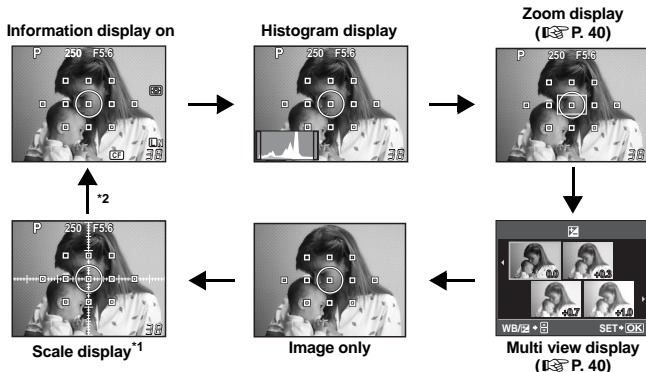 Information display on
Histogram display
Zoom display
(P. 40)
P 250 F5.6
P 250 F5.6
P 250 F5.6
CF
N
38
38
38
*2
P 250 F5.6
38
Scale display*1
Image only
0.0
+0.3
+0.7
+1.0
WB/
SET OK
Multi view display
(P. 40)